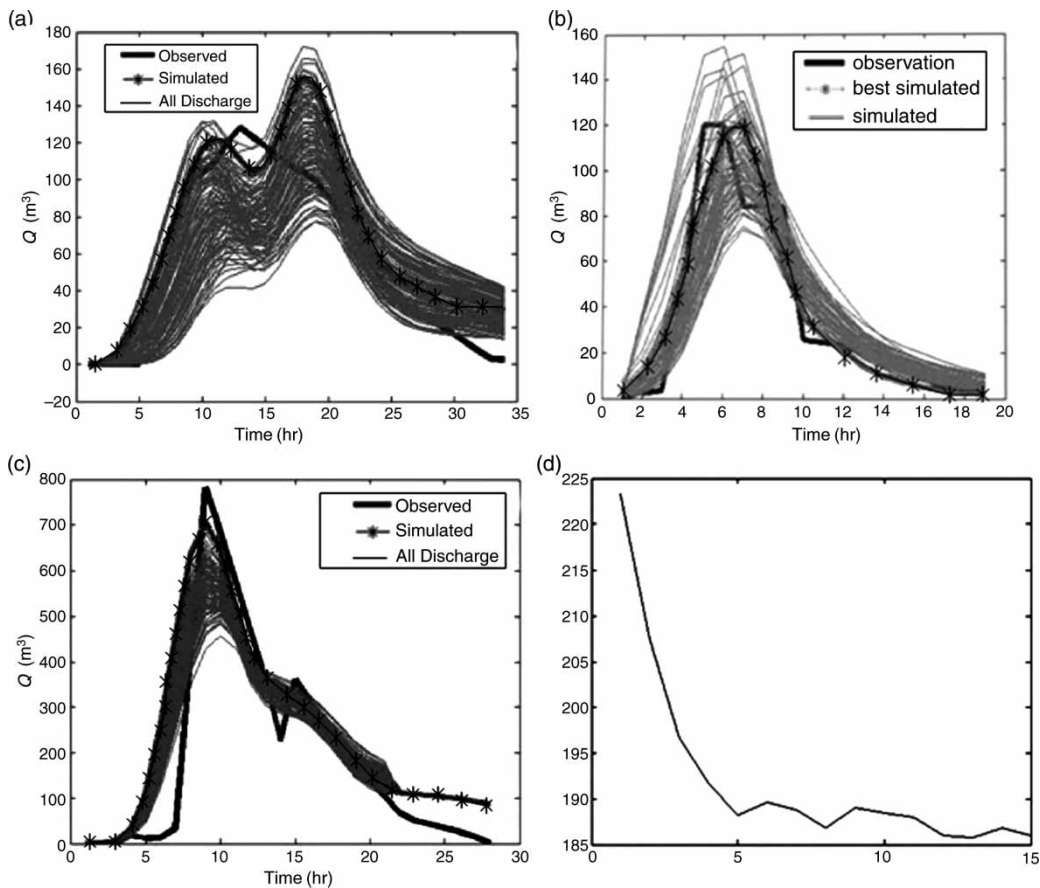 (a)
180
160
140
120
100
80
60
40
20
0
−20
Q (m³)
Observed
Simulated
All Discharge
0 5 10 15 20 25 30 35
Time (hr)
(b)
160
140
120
100
80
60
40
20
0
Q (m³)
observation
best simulated
simulated
0 2 4 6 8 10 12 14 16 18 20
Time (hr)
(c)
800
700
600
500
400
300
200
100
0
Q (m³)
Observed
Simulated
All Discharge
0 5 10 15 20 25 30
Time (hr)
(d)
225
220
215
210
205
200
195
190
185
0 5 10 15